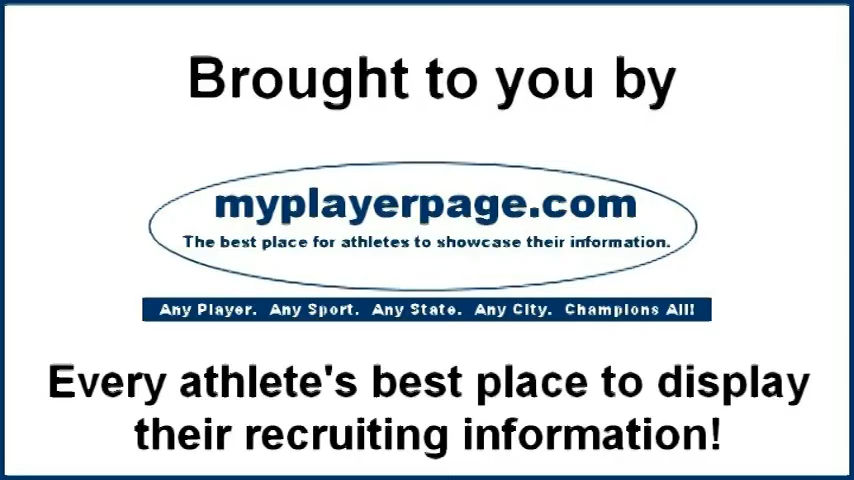 Brought to you by
myplayerpage.com
The best place for athletes to showcase their information.
Any Player. Any Sport. Any State. Any City. Champions All!
Every athlete's best place to display
their recruiting information!